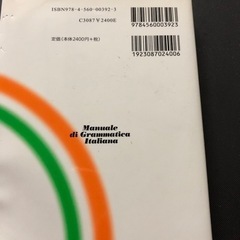 ISBN978-4-560-00392-3
C3087 ¥2400E
定価(本体2400円+税)
9784560003923
1923087024006
Manuale
di Grammatica
Italiana